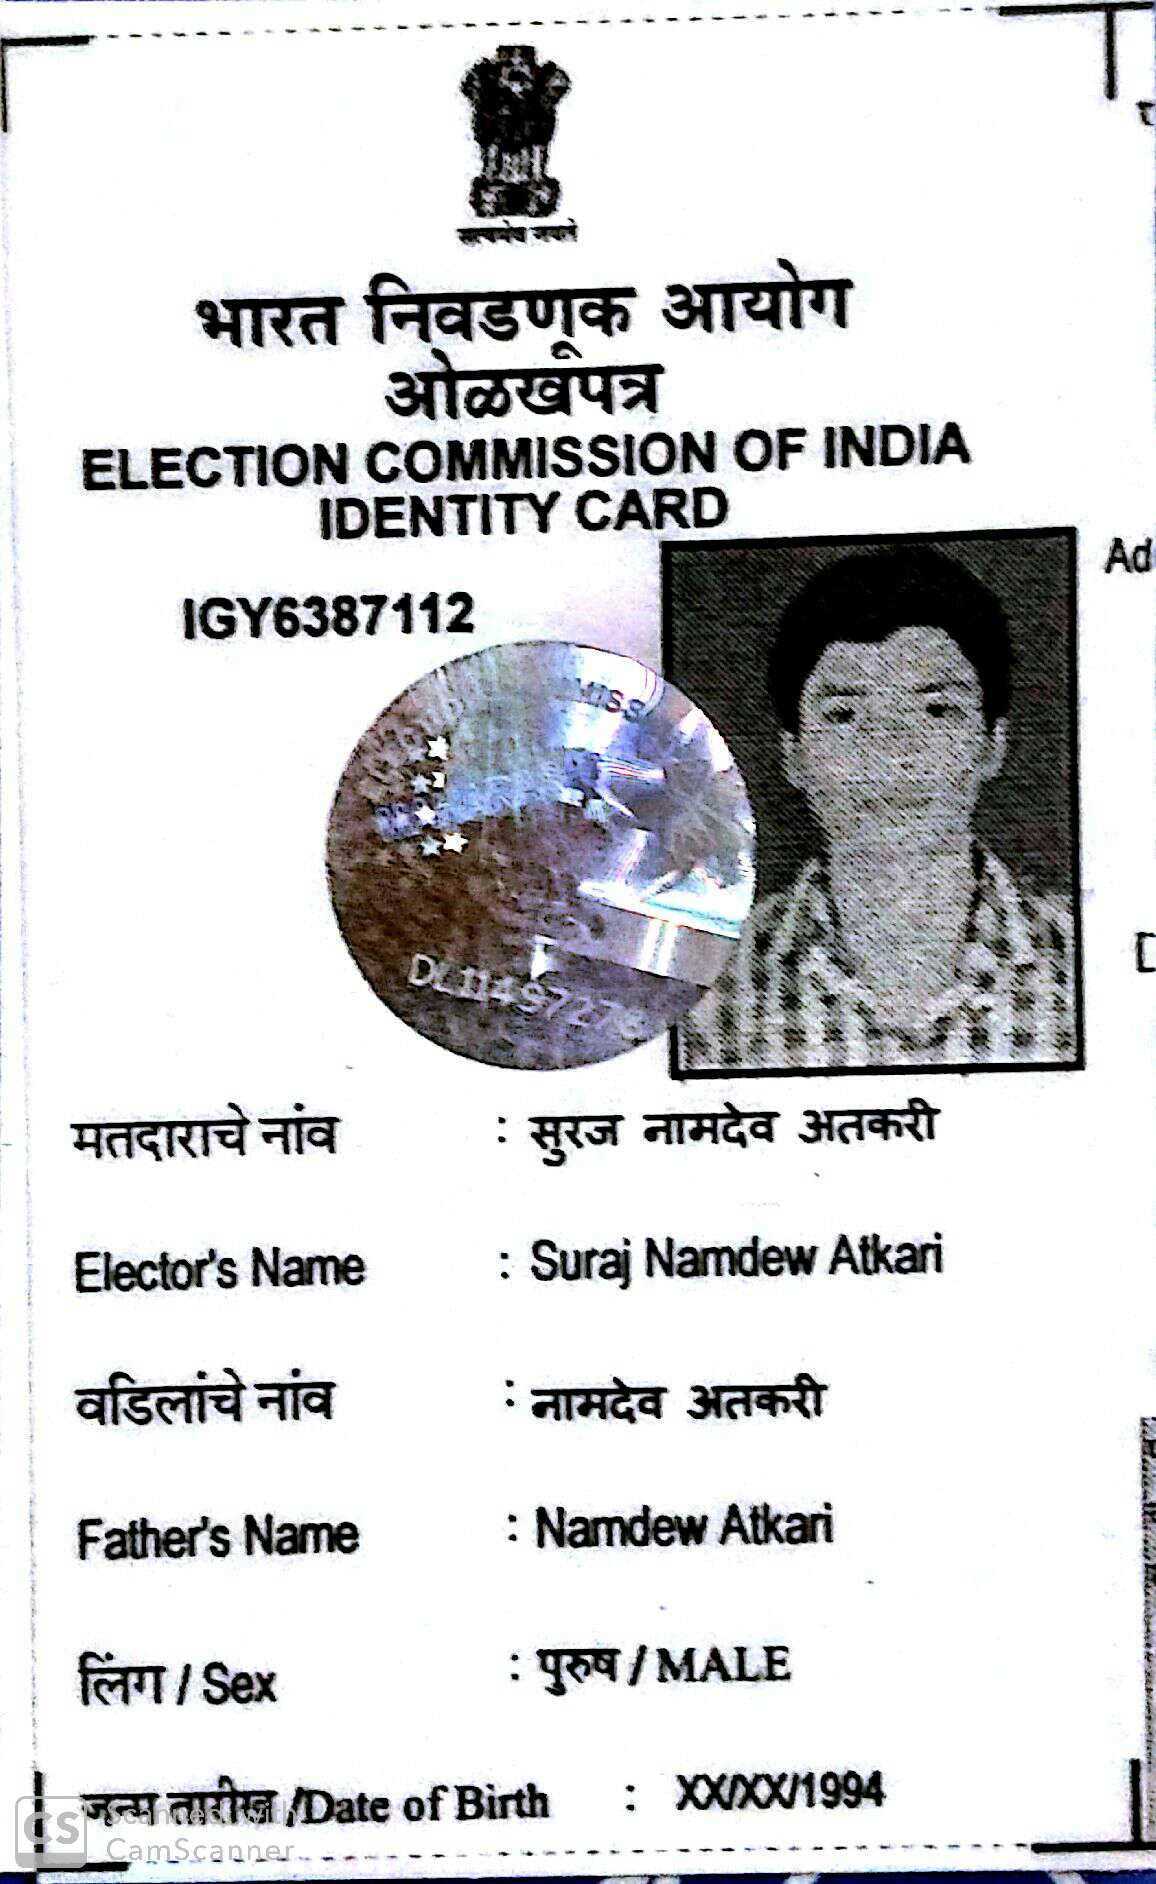 सत्यमेव जयते
भारत निवडणूक आयोग
ओळखपत्र
ELECTION COMMISSION OF INDIA
IDENTITY CARD
IGY6387112
Ad
मतदाराचे नांव : सुरज नामदेव अतकरी
Elector's Name : Suraj Namdew Atkari
वडिलांचे नांव : नामदेव अतकरी
Father's Name : Namdew Atkari
लिंग / Sex : पुरुष / MALE
जन्म तारीख /Date of Birth : XX/XX/1994
CS Scanned with
CamScanner